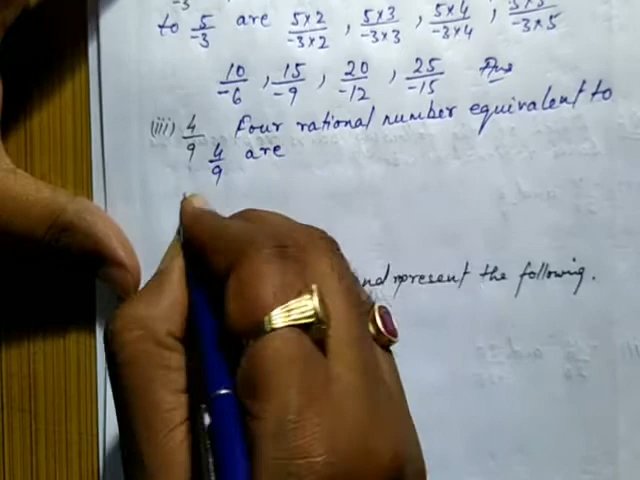 -3
to 5/-3 are 5×2/-3×2, 5×3/-3×3, 5×4/-3×4, 5×5/-3×5
10/-6, 15/-9, 20/-12, 25/-15 Ans
(iii) 4/9 Four rational number equivalent to
4/9 are
nd represent the following.